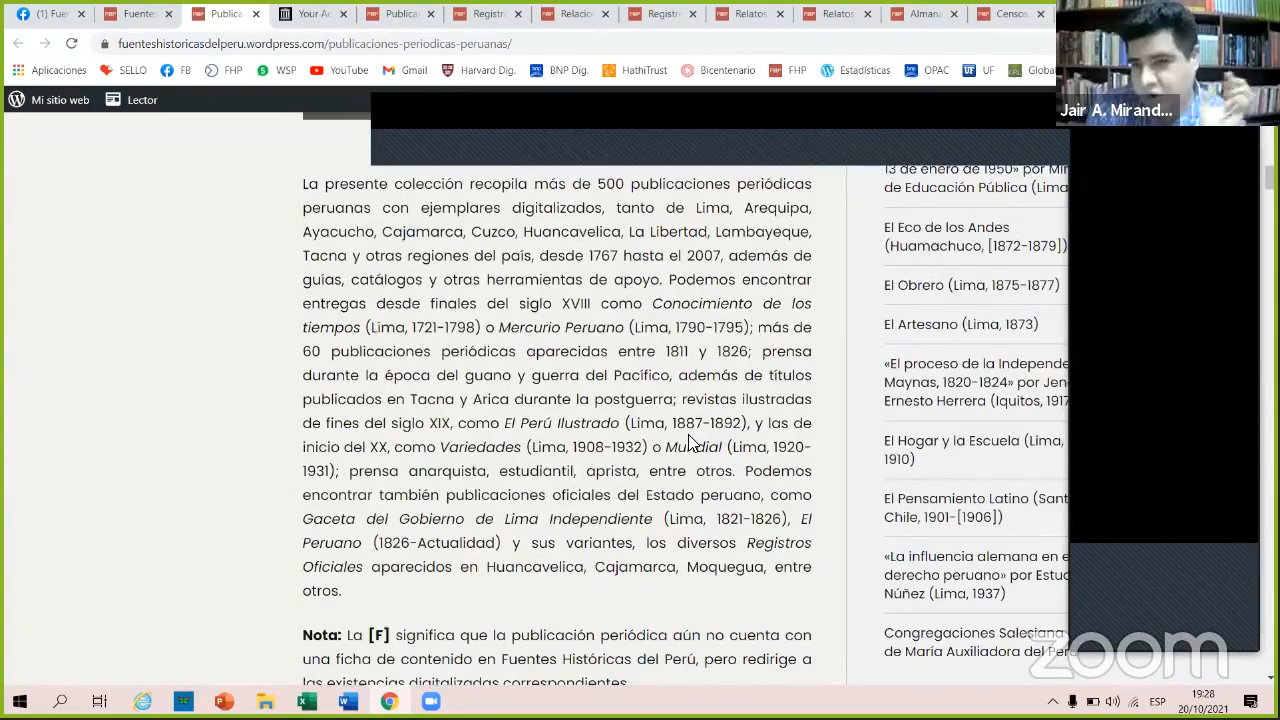 (1) Fuen
Fuentes
Publica
Your Ac
Publica
Registr
Relacio
Registr
Relatos
Relatos
Almana
Censos
fuenteshistoricasdelperu.wordpress.com/publicaciones-periodicas-peruanas/
Aplicaciones
SELLO
FB
FHP
WSP
YouTube
Gmail
Harvard Dig.
BNP Dig.
HathiTrust
Bicentenario
FHP
Estadísticas
OPAC
UF
Globa
Mi sitio web
Lector
Jair A. Mirand...
La presente colección recopila más de 500 publicaciones periódicas
peruanas con ejemplares digitalizados, tanto de Lima, Arequipa,
Ayacucho, Cajamarca, Cuzco, Huancavelica, La Libertad, Lambayeque,
Tacna y otras regiones del país, desde 1767 hasta el 2007, además de
guías, catálogos y otras herramientas de apoyo. Podemos encontrar
entregas desde finales del siglo XVIII como Conocimiento de los
tiempos (Lima, 1721-1798) o Mercurio Peruano (Lima, 1790-1795); más de
60 publicaciones periódicas aparecidas entre 1811 y 1826; prensa
durante la época del guano y guerra del Pacífico, además de títulos
publicados en Tacna y Arica durante la postguerra; revistas ilustradas
de fines del siglo XIX, como El Perú Ilustrado (Lima, 1887-1892), y las de
inicio del XX, como Variedades (Lima, 1908-1932) o Mundial (Lima, 1920-
1931); prensa anarquista, estudiantil, aprista, entre otros. Podemos
encontrar también publicaciones oficiales del Estado peruano, como
Gaceta del Gobierno de Lima Independiente (Lima, 1821-1826), El
Peruano (1826-Actualidad) y sus variantes, los diversos Registros
Oficiales aparecidos en Huancavelica, Cajamarca, Moquegua, entre
otros.
Nota: La [F] significa que la publicación periódica aún no cuenta con
una ficha de contenido en Fuentes Históricas del Perú, pero redirige a
las existencias digitalizadas correspondientes
13 de enero de 1950» por Min
de Educación Pública (Lima
El Eco de los Andes
(Huamachuco, [1872-1879])
El Obrero (Lima, 1875-1877)
El Artesano (Lima, 1873)
«El proceso de la Independe
Maynas, 1820-1824» por Jen
Ernesto Herrera (Iquitos, 1917
El Hogar y la Escuela (Lima,
1910)
El Pensamiento Latino (Sant
Chile, 1901-[1906])
«La influencia alemana en e
derecho peruano» por Estu
Núñez (Lima, 1937)
Congregaciones Salesiana
de María Auxiliadora del Per
zoom
ESP
19:28
20/10/2021